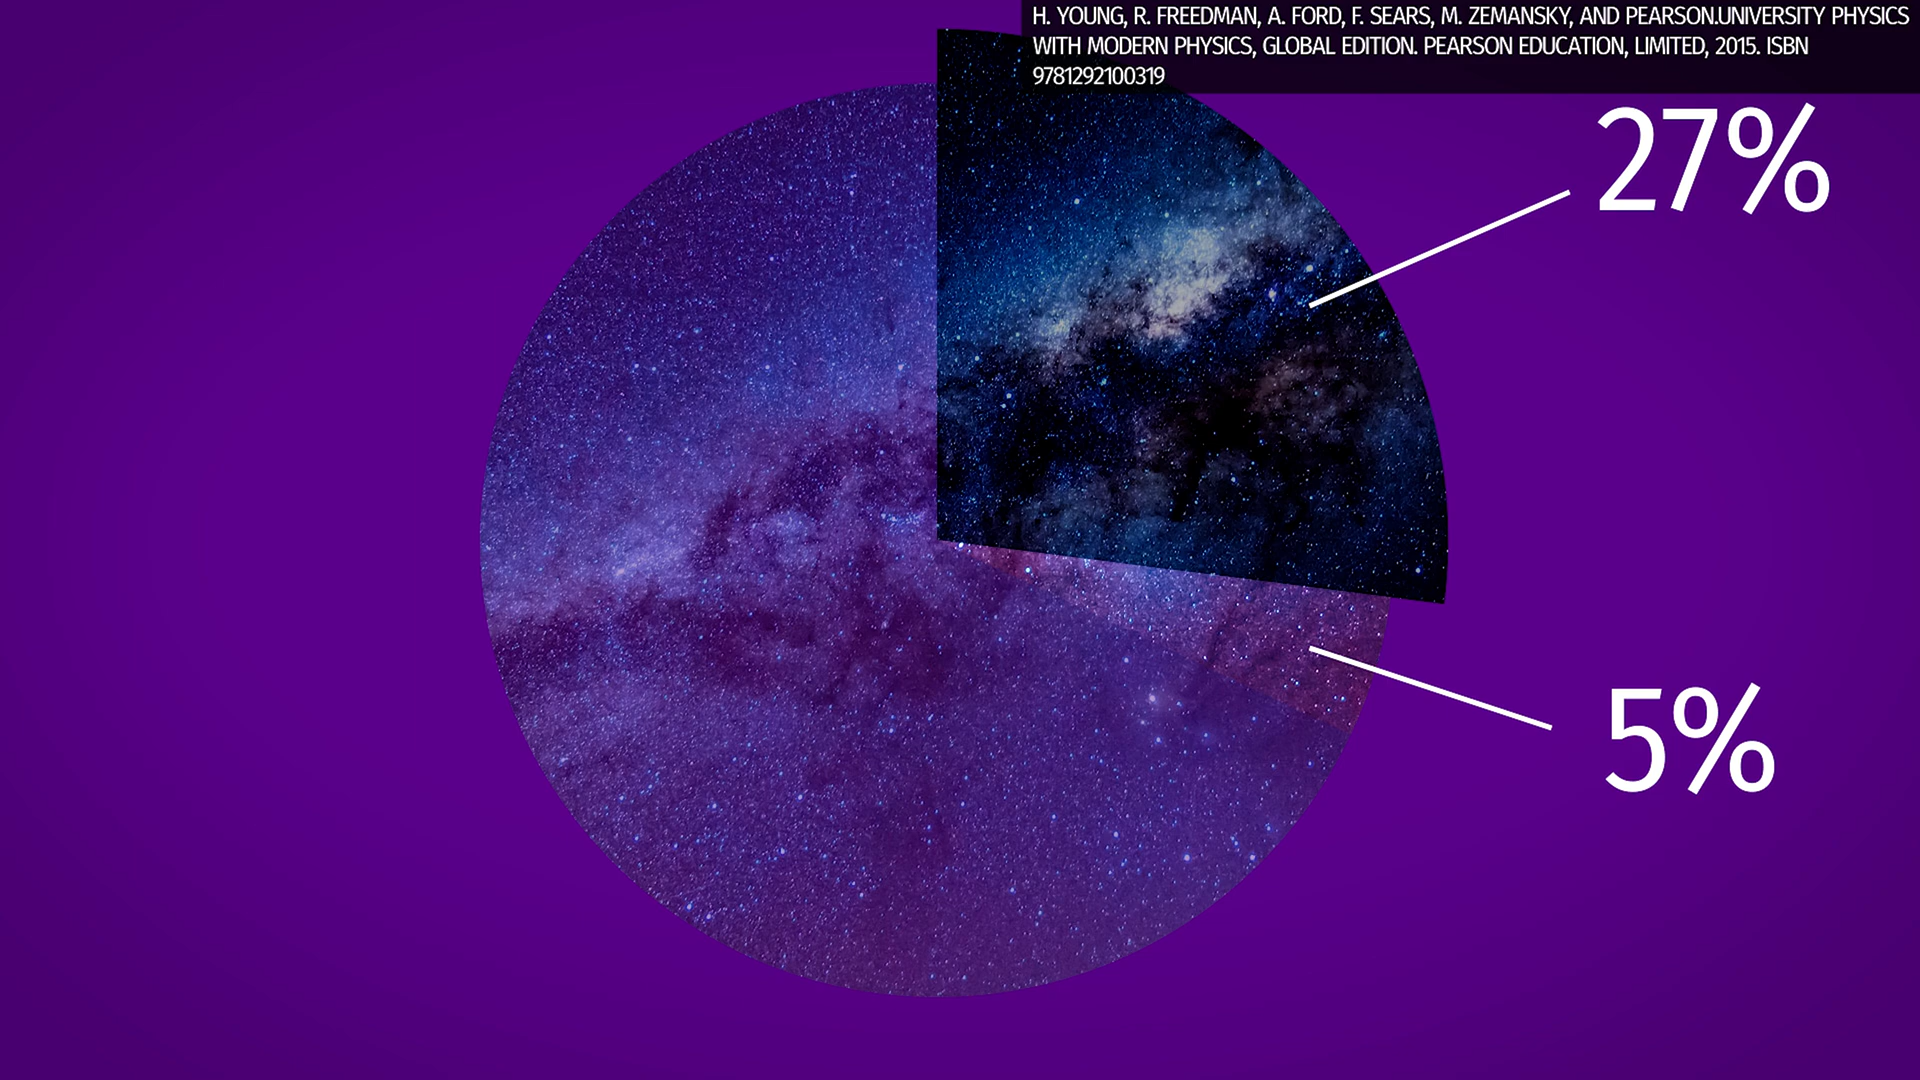 H. YOUNG, R. FREEDMAN, A. FORD, F. SEARS, M. ZEMANSKY, AND PEARSON.UNIVERSITY PHYSICS
WITH MODERN PHYSICS, GLOBAL EDITION. PEARSON EDUCATION, LIMITED, 2015. ISBN
9781292100319
27%
5%